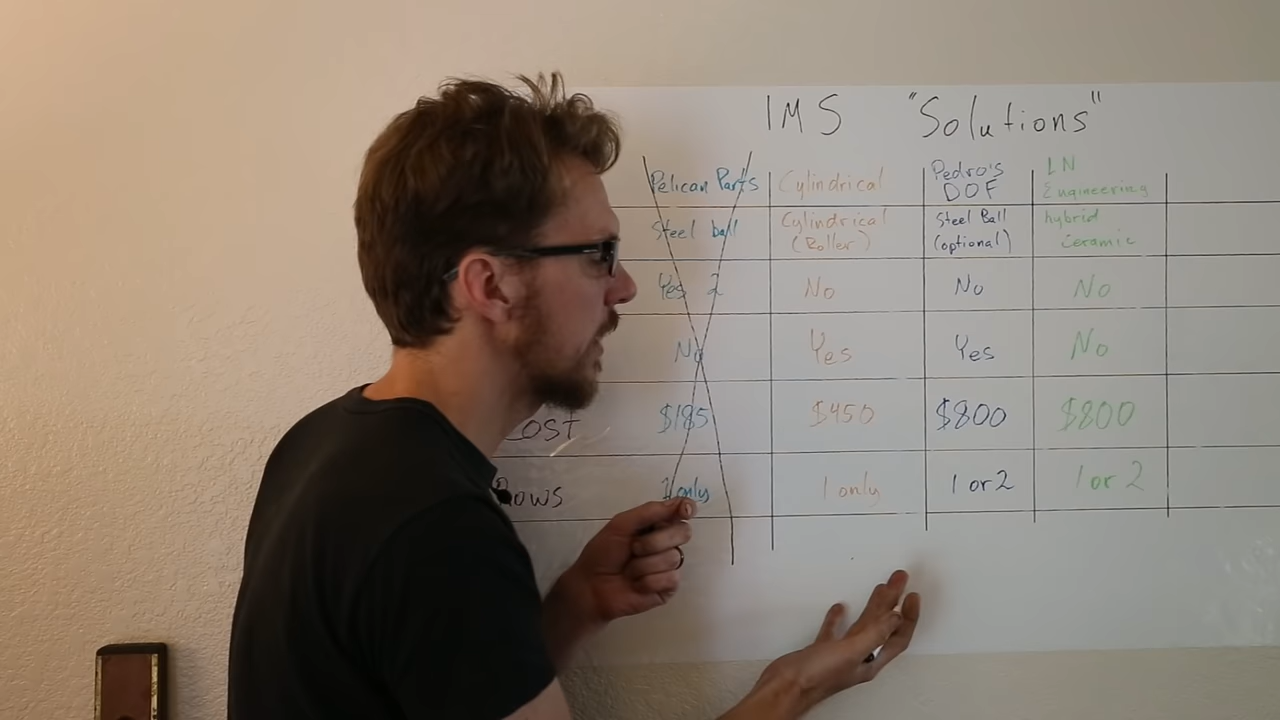 IMS "Solutions"
Pelican Parts Cylindrical Pedro's DOF LN Engineering
Steel ball Cylindrical (Roller) Steel Ball (optional) hybrid ceramic
Yes 2 No No No
No Yes Yes No
Cost $185 $450 $800 $800
Rows 1 only 1 only 1 or 2 1 or 2